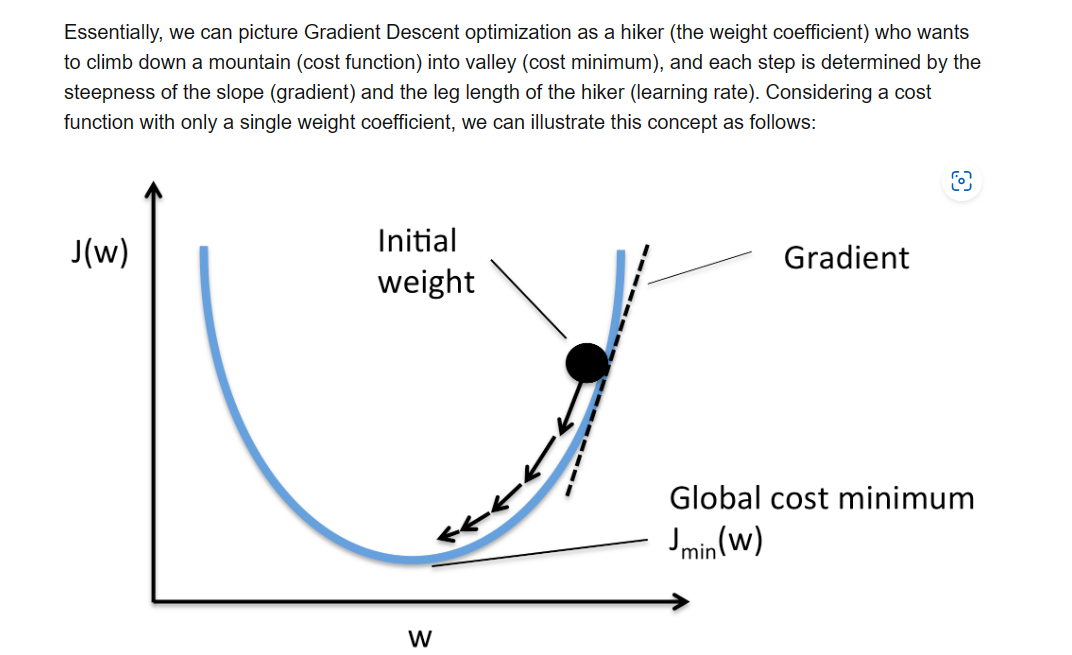 Essentially, we can picture Gradient Descent optimization as a hiker (the weight coefficient) who wants
to climb down a mountain (cost function) into valley (cost minimum), and each step is determined by the
steepness of the slope (gradient) and the leg length of the hiker (learning rate). Considering a cost
function with only a single weight coefficient, we can illustrate this concept as follows:
J(w)
Initial
weight
Gradient
Global cost minimum
Jmin(w)
w